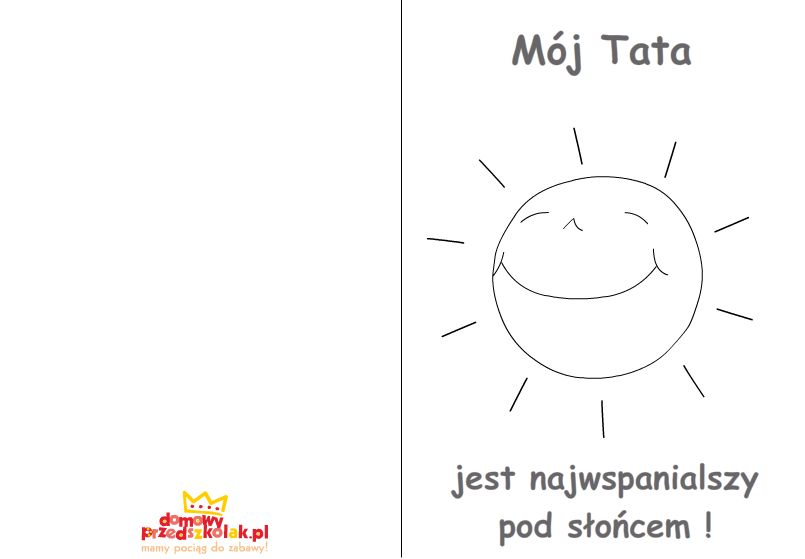 Mój Tata
jest najwspanialszy
pod słońcem !
domowy
przedszkolak.pl
mamy pociąg do zabawy!